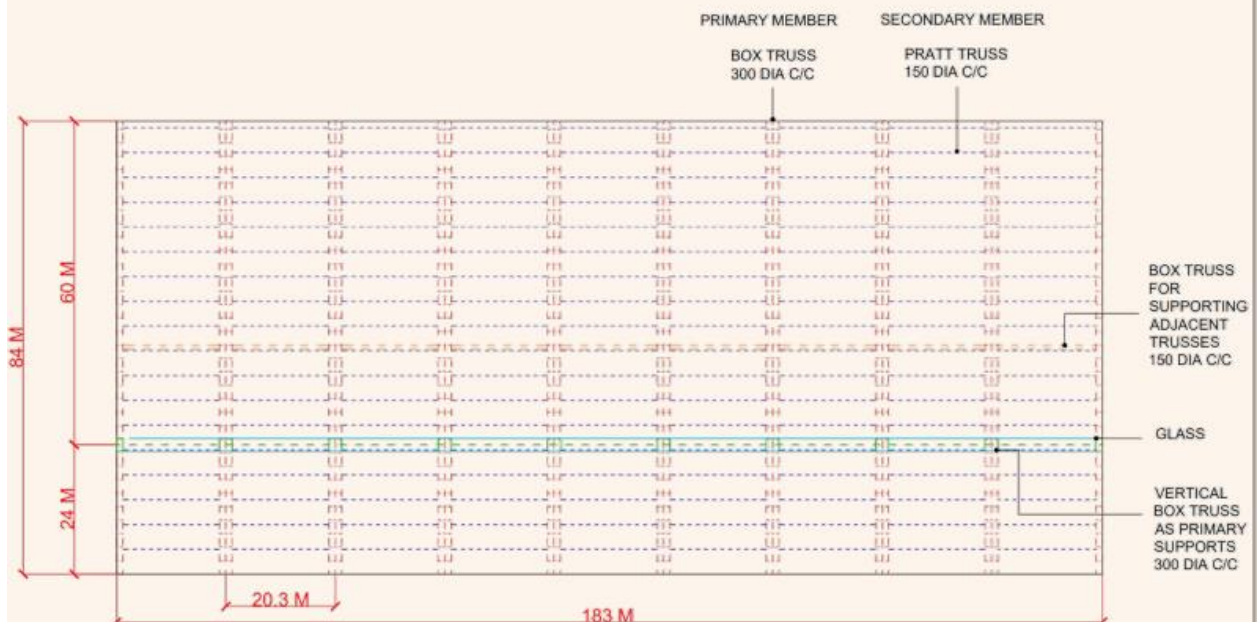 PRIMARY MEMBER
BOX TRUSS
300 DIA C/C
SECONDARY MEMBER
PRATT TRUSS
150 DIA C/C
84 M
60 M
24 M
BOX TRUSS
FOR
SUPPORTING
ADJACENT
TRUSSES
150 DIA C/C
GLASS
VERTICAL
BOX TRUSS
AS PRIMARY
SUPPORTS
300 DIA C/C
20.3 M
183 M